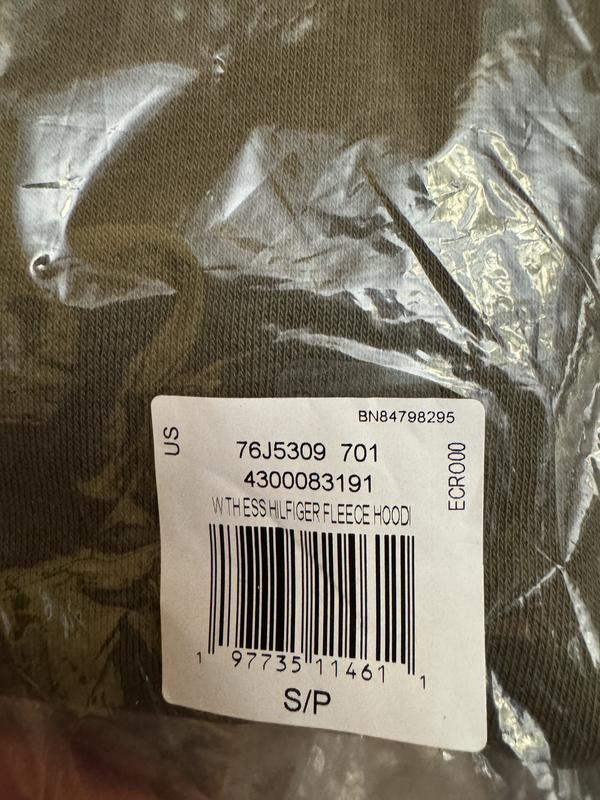 BN84798295
US
76J5309 701
ECRO00
4300083191
W TH ESS HILFIGER FLEECE HOODI
1 97735 11461 1
S/P